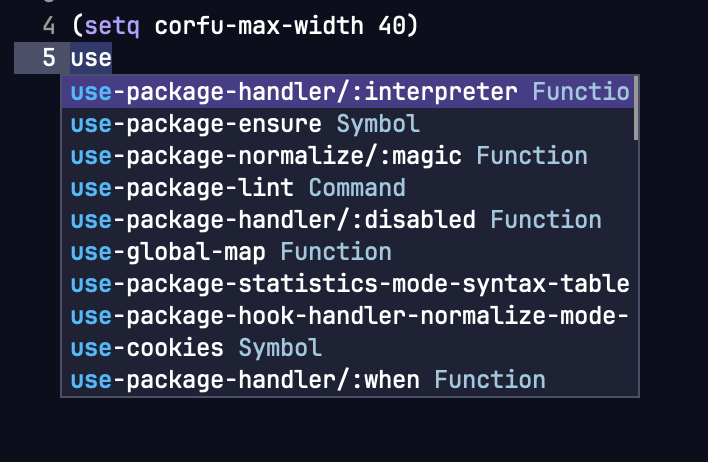 4 (setq corfu-max-width 40)
5 use
use-package-handler/:interpreter Functio
use-package-ensure Symbol
use-package-normalize/:magic Function
use-package-lint Command
use-package-handler/:disabled Function
use-global-map Function
use-package-statistics-mode-syntax-table
use-package-hook-handler-normalize-mode-
use-cookies Symbol
use-package-handler/:when Function